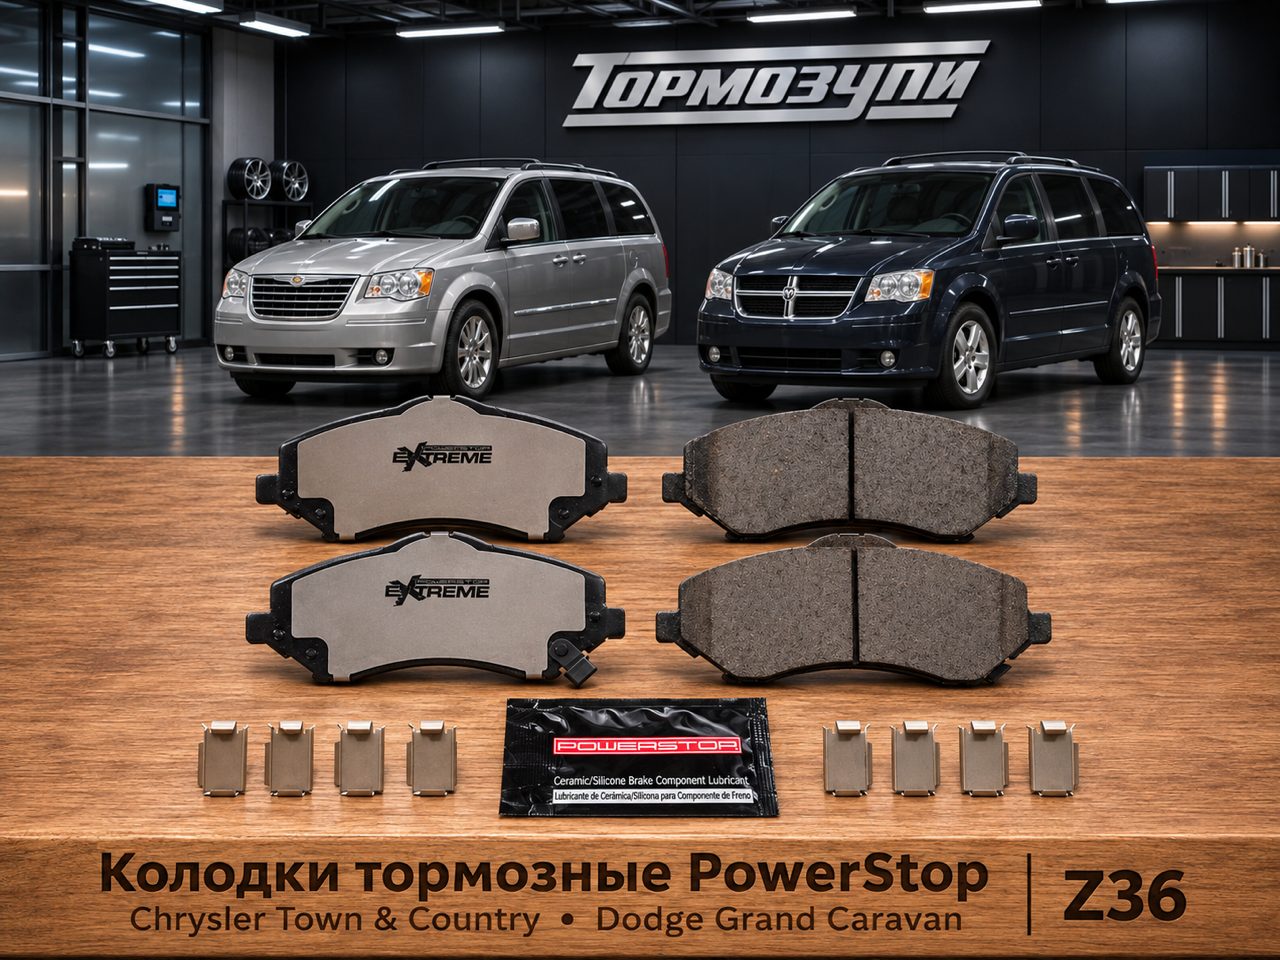 ТОРМОЗУПИ
POWERSTOP
EXTREME
POWERSTOP
EXTREME
POWERSTOP
Ceramic/Silicone Brake Component Lubricant
Lubricante de Cerámica/Silicona para Componente de Freno
Колодки тормозные PowerStop
Chrysler Town & Country • Dodge Grand Caravan
Z36